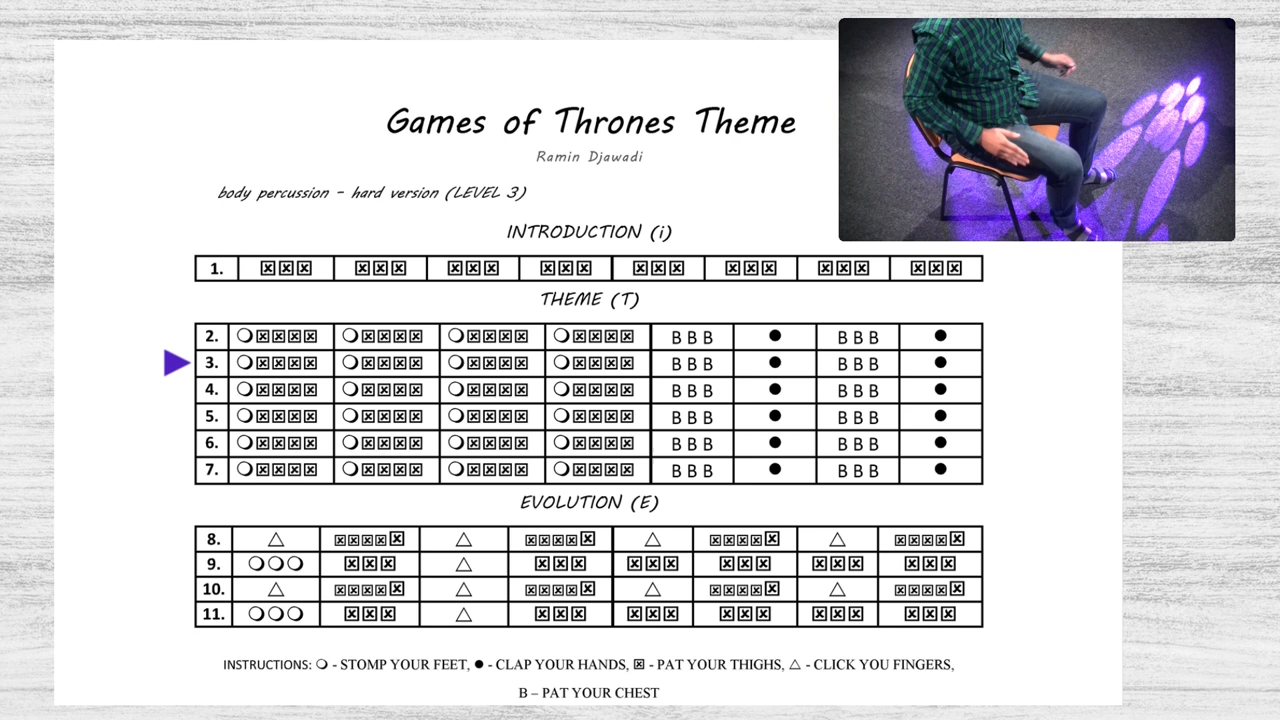 Games of Thrones Theme
Ramin Djawadi
body percussion - hard version (LEVEL 3)
INTRODUCTION (i)
1. ☒☒☒ ☒☒☒ ☒☒☒ ☒☒☒ ☒☒☒ ☒☒☒ ☒☒☒ ☒☒☒
THEME (T)
2. ❍☒☒☒☒ ❍☒☒☒☒ ❍☒☒☒☒ ❍☒☒☒☒ B B B ● B B B ●
3. ❍☒☒☒☒ ❍☒☒☒☒ ❍☒☒☒☒ ❍☒☒☒☒ B B B ● B B B ●
4. ❍☒☒☒☒ ❍☒☒☒☒ ❍☒☒☒☒ ❍☒☒☒☒ B B B ● B B B ●
5. ❍☒☒☒☒ ❍☒☒☒☒ ❍☒☒☒☒ ❍☒☒☒☒ B B B ● B B B ●
6. ❍☒☒☒☒ ❍☒☒☒☒ ❍☒☒☒☒ ❍☒☒☒☒ B B B ● B B B ●
7. ❍☒☒☒☒ ❍☒☒☒☒ ❍☒☒☒☒ ❍☒☒☒☒ B B B ● B B B ●
EVOLUTION (E)
8. △ ☒☒☒☒☒ △ ☒☒☒☒☒ △ ☒☒☒☒☒ △ ☒☒☒☒☒
9. ❍❍❍ ☒☒☒ △ ☒☒☒ ☒☒☒ ☒☒☒ ☒☒☒ ☒☒☒
10. △ ☒☒☒☒☒ △ ☒☒☒☒☒ △ ☒☒☒☒☒ △ ☒☒☒☒☒
11. ❍❍❍ ☒☒☒ △ ☒☒☒ ☒☒☒ ☒☒☒ ☒☒☒ ☒☒☒
INSTRUCTIONS: ❍ - STOMP YOUR FEET, ● - CLAP YOUR HANDS, ☒ - PAT YOUR THIGHS, △ - CLICK YOU FINGERS,
B – PAT YOUR CHEST